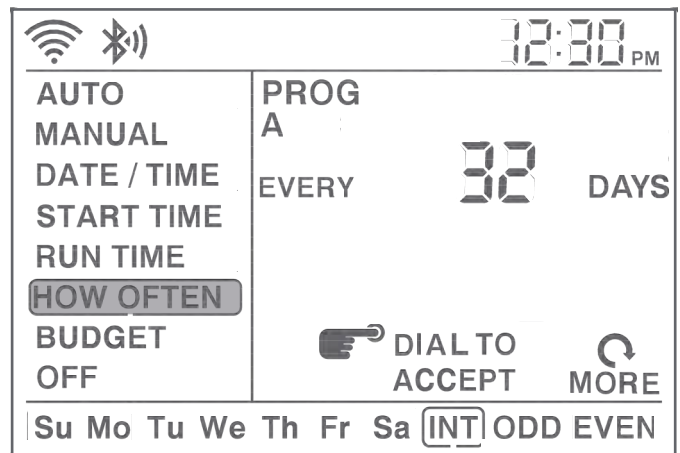 12:30 PM
AUTO
MANUAL
DATE / TIME
START TIME
RUN TIME
HOW OFTEN
BUDGET
OFF
PROG
A
EVERY 32 DAYS
DIAL TO
ACCEPT
MORE
Su Mo Tu We Th Fr Sa INT ODD EVEN